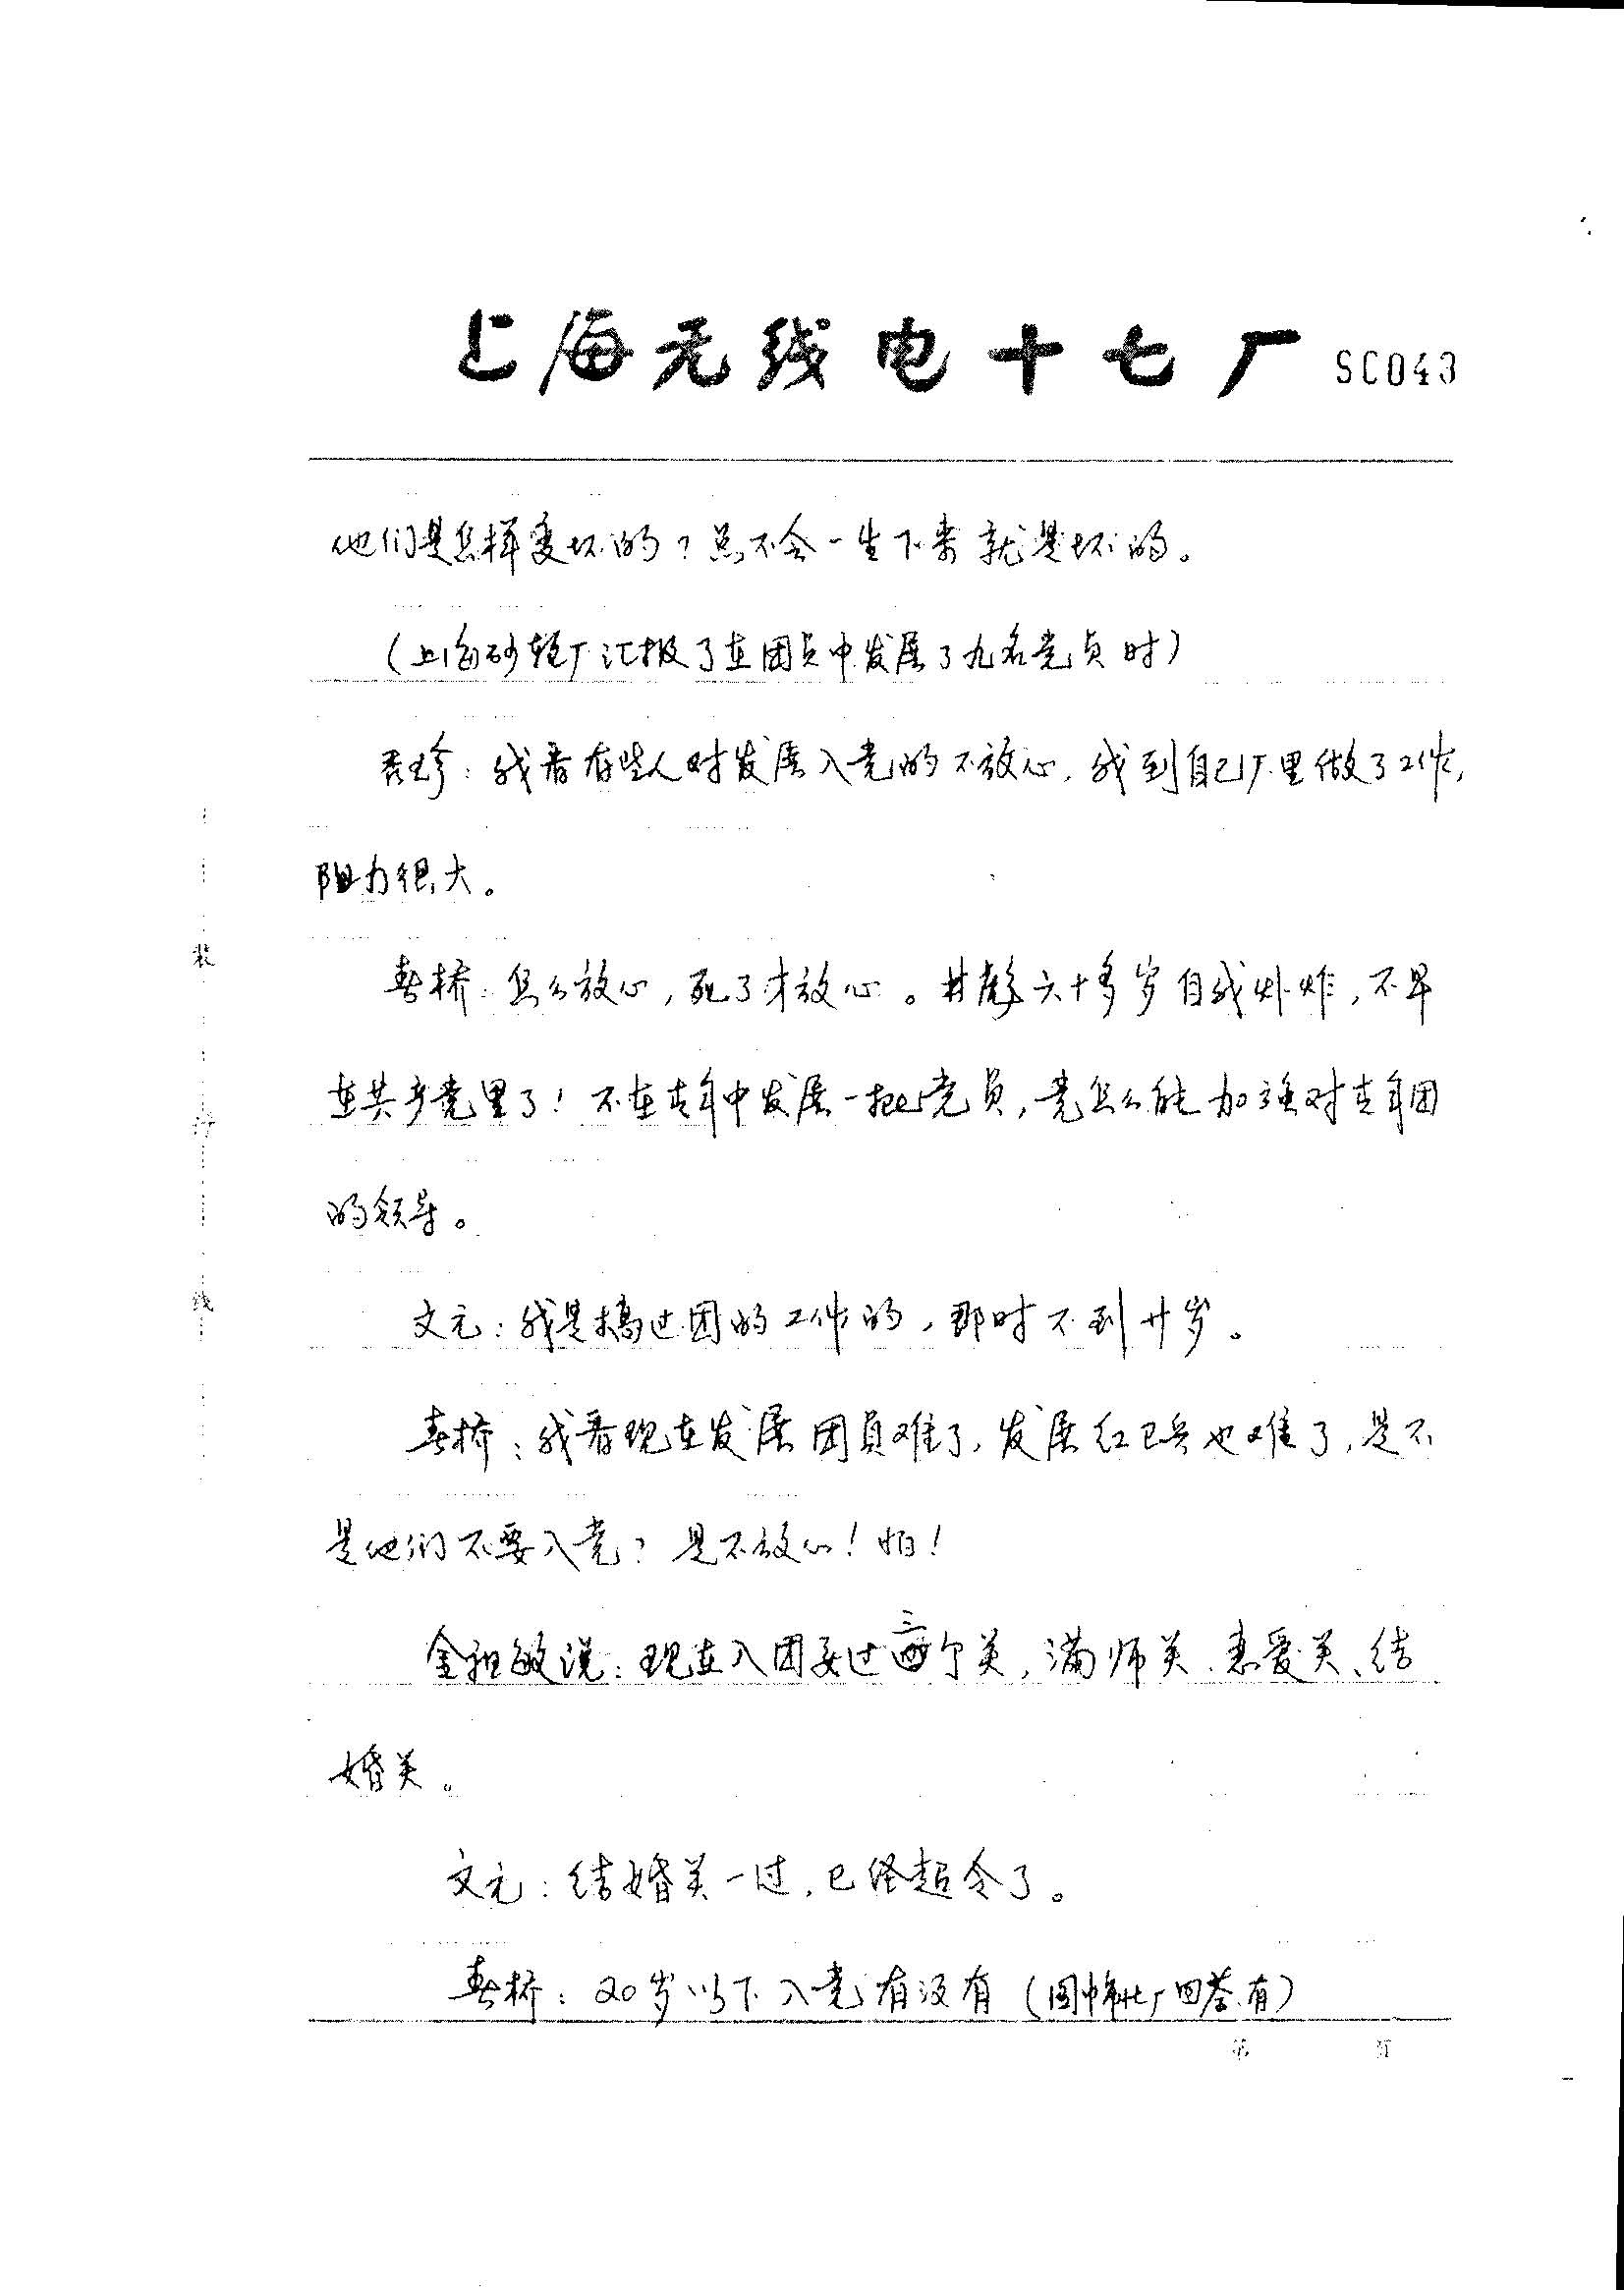 上海无线电十七厂 SC043
他们是怎样变坏的？总不会一生下来就是坏的。
（上海砂轮厂汇报了在团员中发展了九名党员时）
秀珍：我看有些人对发展入党的不放心，我到自己厂里做了工作，
阻力很大。
春桥：怎么放心，死了才放心。井彪六十多岁自我爆炸，不早
在共产党里了！不在青年中发展一批党员，党怎么能加强对青年团
的领导。
文元：我是搞过团的工作的，那时不到廿岁。
春桥：我看现在发展团员难了，发展红卫兵也难了，是不
是他们不要入党？是不放心！怕！
金祖敏说：现在入团要过三个关，满师关、恋爱关、结
婚关。
文元：结婚关一过，已经超令了。
春桥：20岁以下入党有没有（国棉廿七厂回答有）
第 页
装
订
线